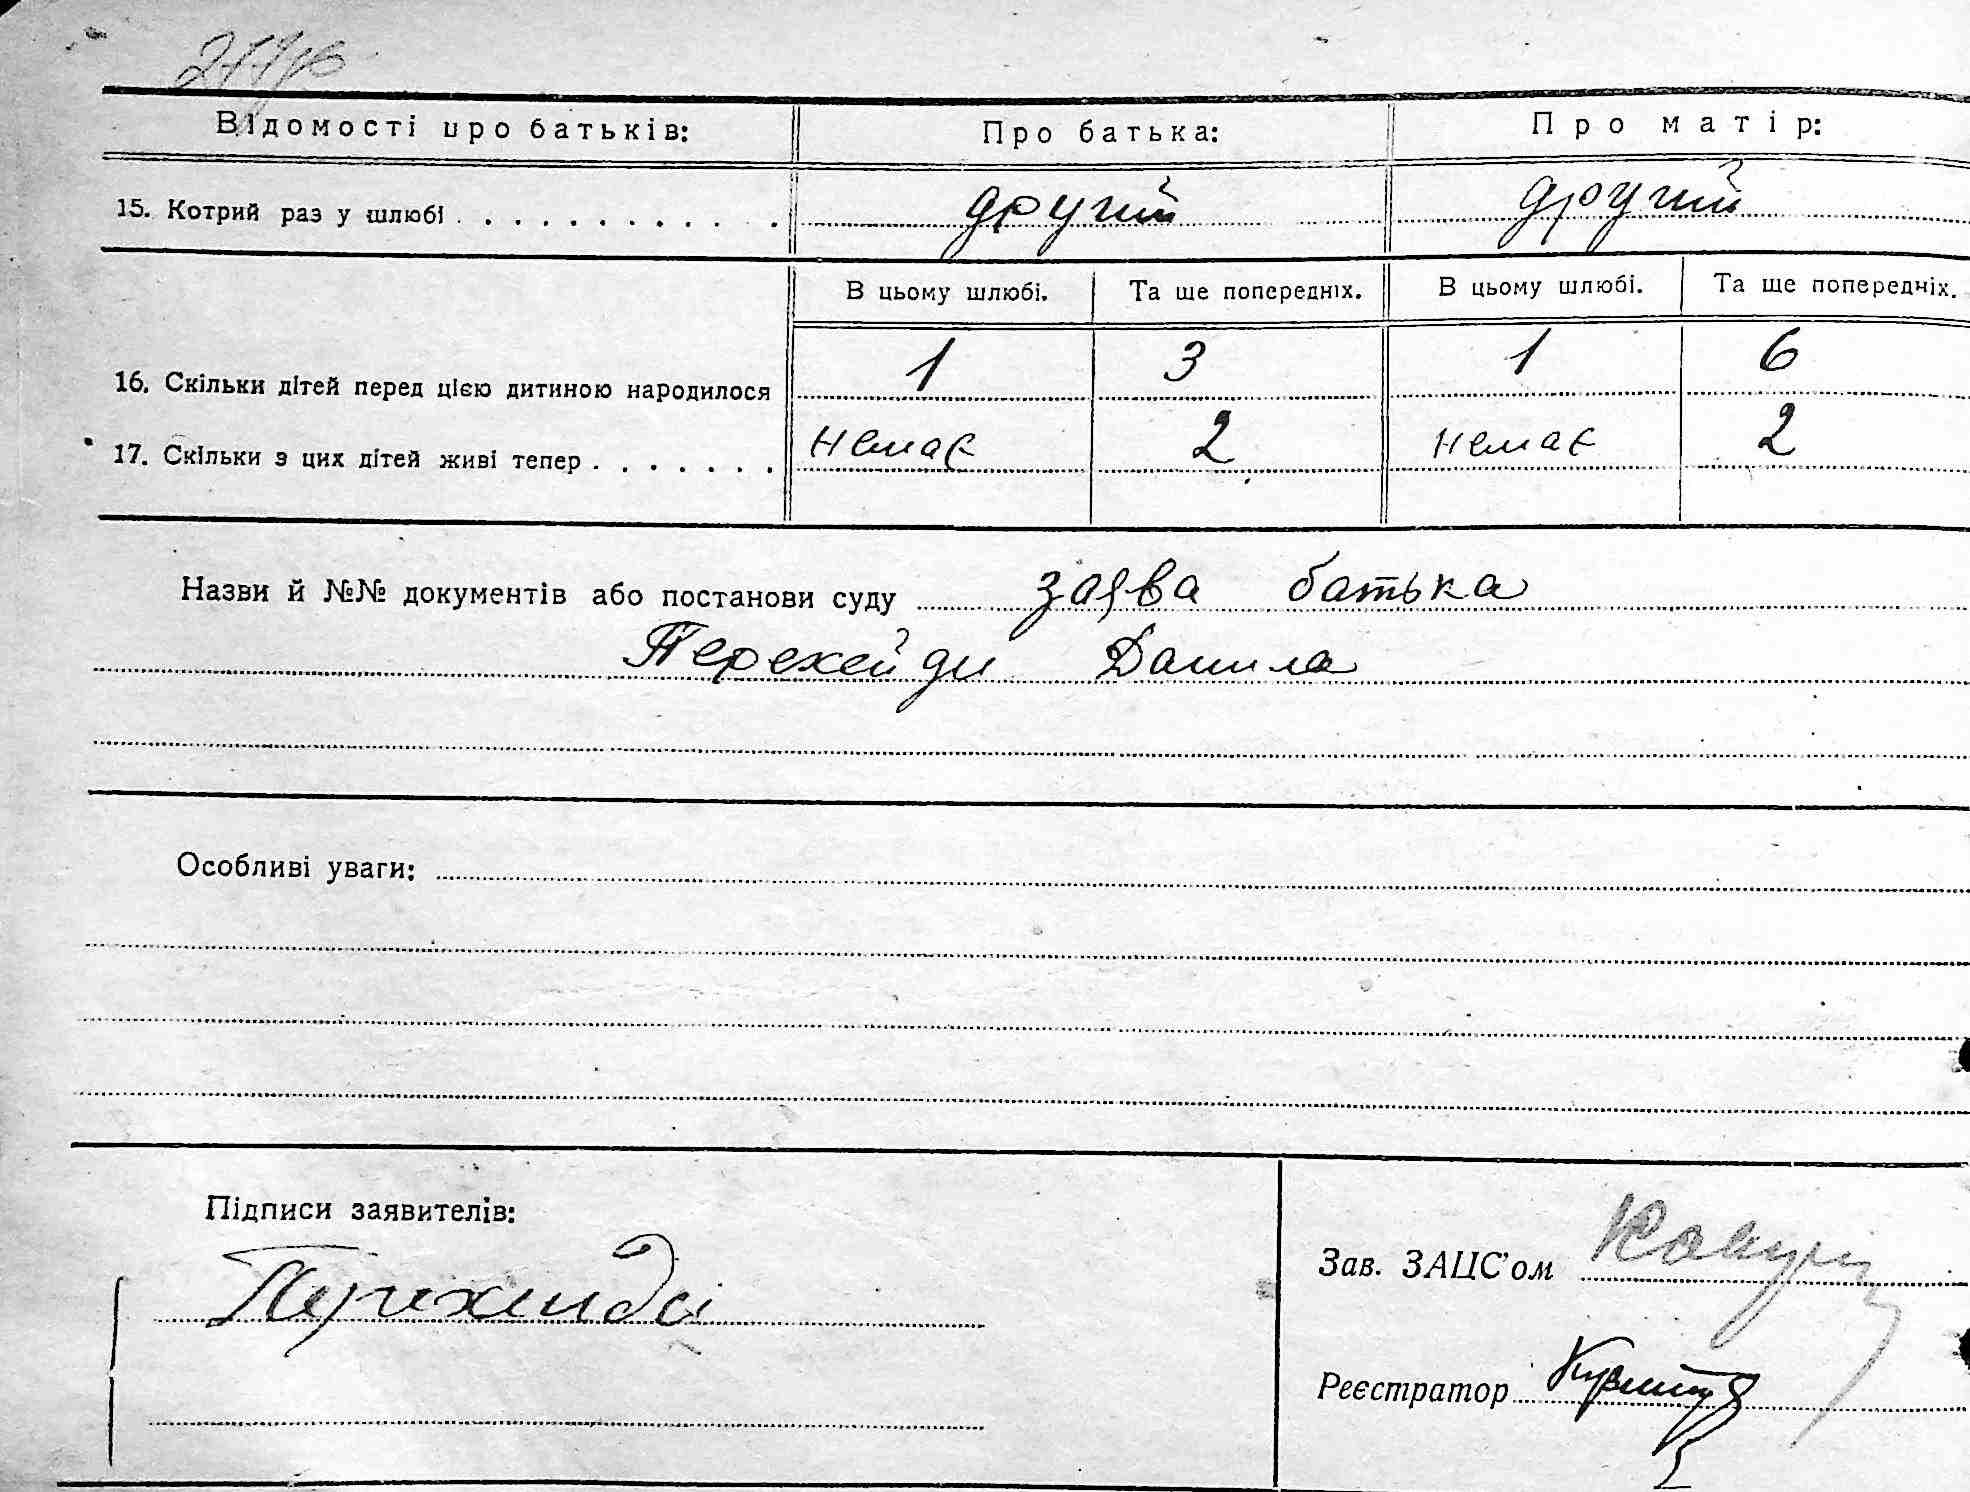 Відомості про батьків: Про батька: Про матір:
15. Котрий раз у шлюбі . . . . . . . . . . . другий другий
В цьому шлюбі. Та ще попередніх. В цьому шлюбі. Та ще попередніх.
16. Скільки дітей перед цією дитиною народилося 1 3 1 6
17. Скільки з цих дітей живі тепер . . . . . . . немає 2 немає 2
Назви й №№ документів або постанови суду заява батька
Перехейди Данила
Особливі уваги:
Підписи заявителів:
Перехейда
Зав. ЗАЦС'ом
Реєстратор